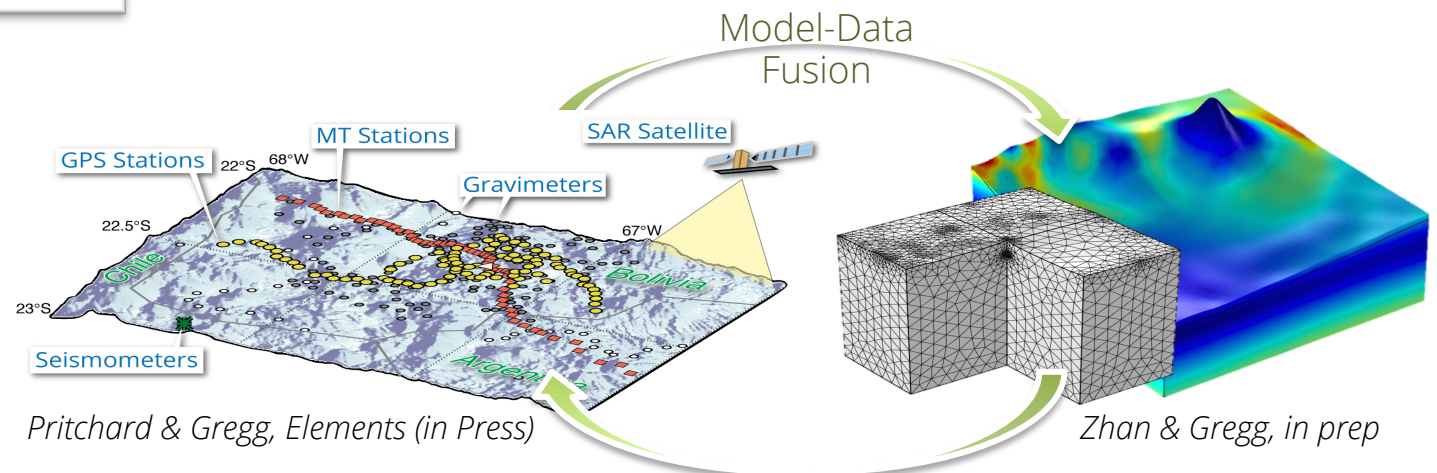 Model-Data
Fusion
MT Stations
SAR Satellite
GPS Stations
22°S
68°W
Gravimeters
22.5°S
67°W
Chile
Bolivia
23°S
Seismometers
Argentina
Pritchard & Gregg, Elements (in Press)
Zhan & Gregg, in prep